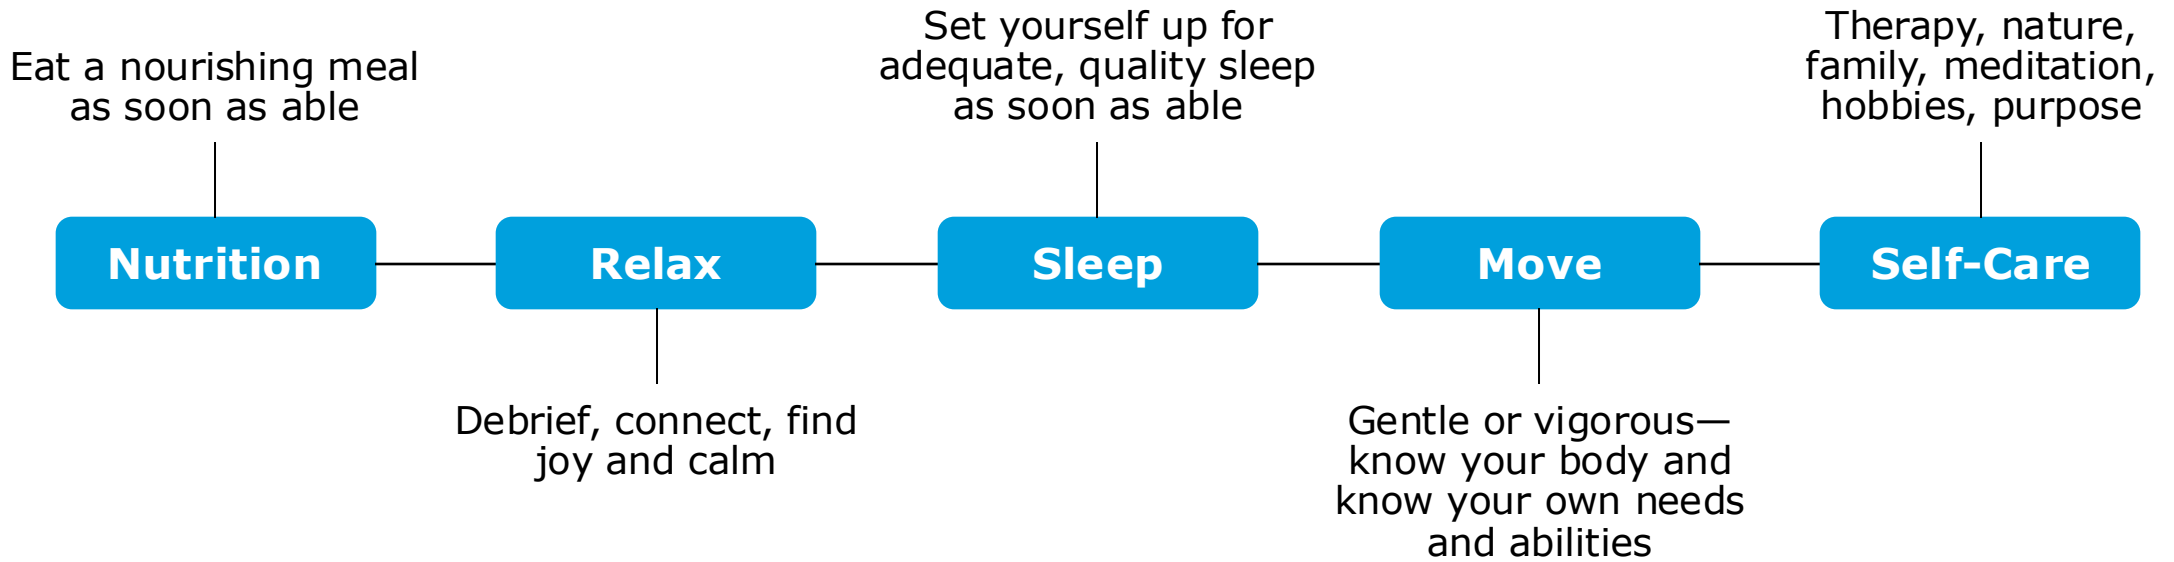 Eat a nourishing meal
as soon as able
Set yourself up for
adequate, quality sleep
as soon as able
Therapy, nature,
family, meditation,
hobbies, purpose
Nutrition
Relax
Sleep
Move
Self-Care
Debrief, connect, find
joy and calm
Gentle or vigorous—
know your body and
know your own needs
and abilities